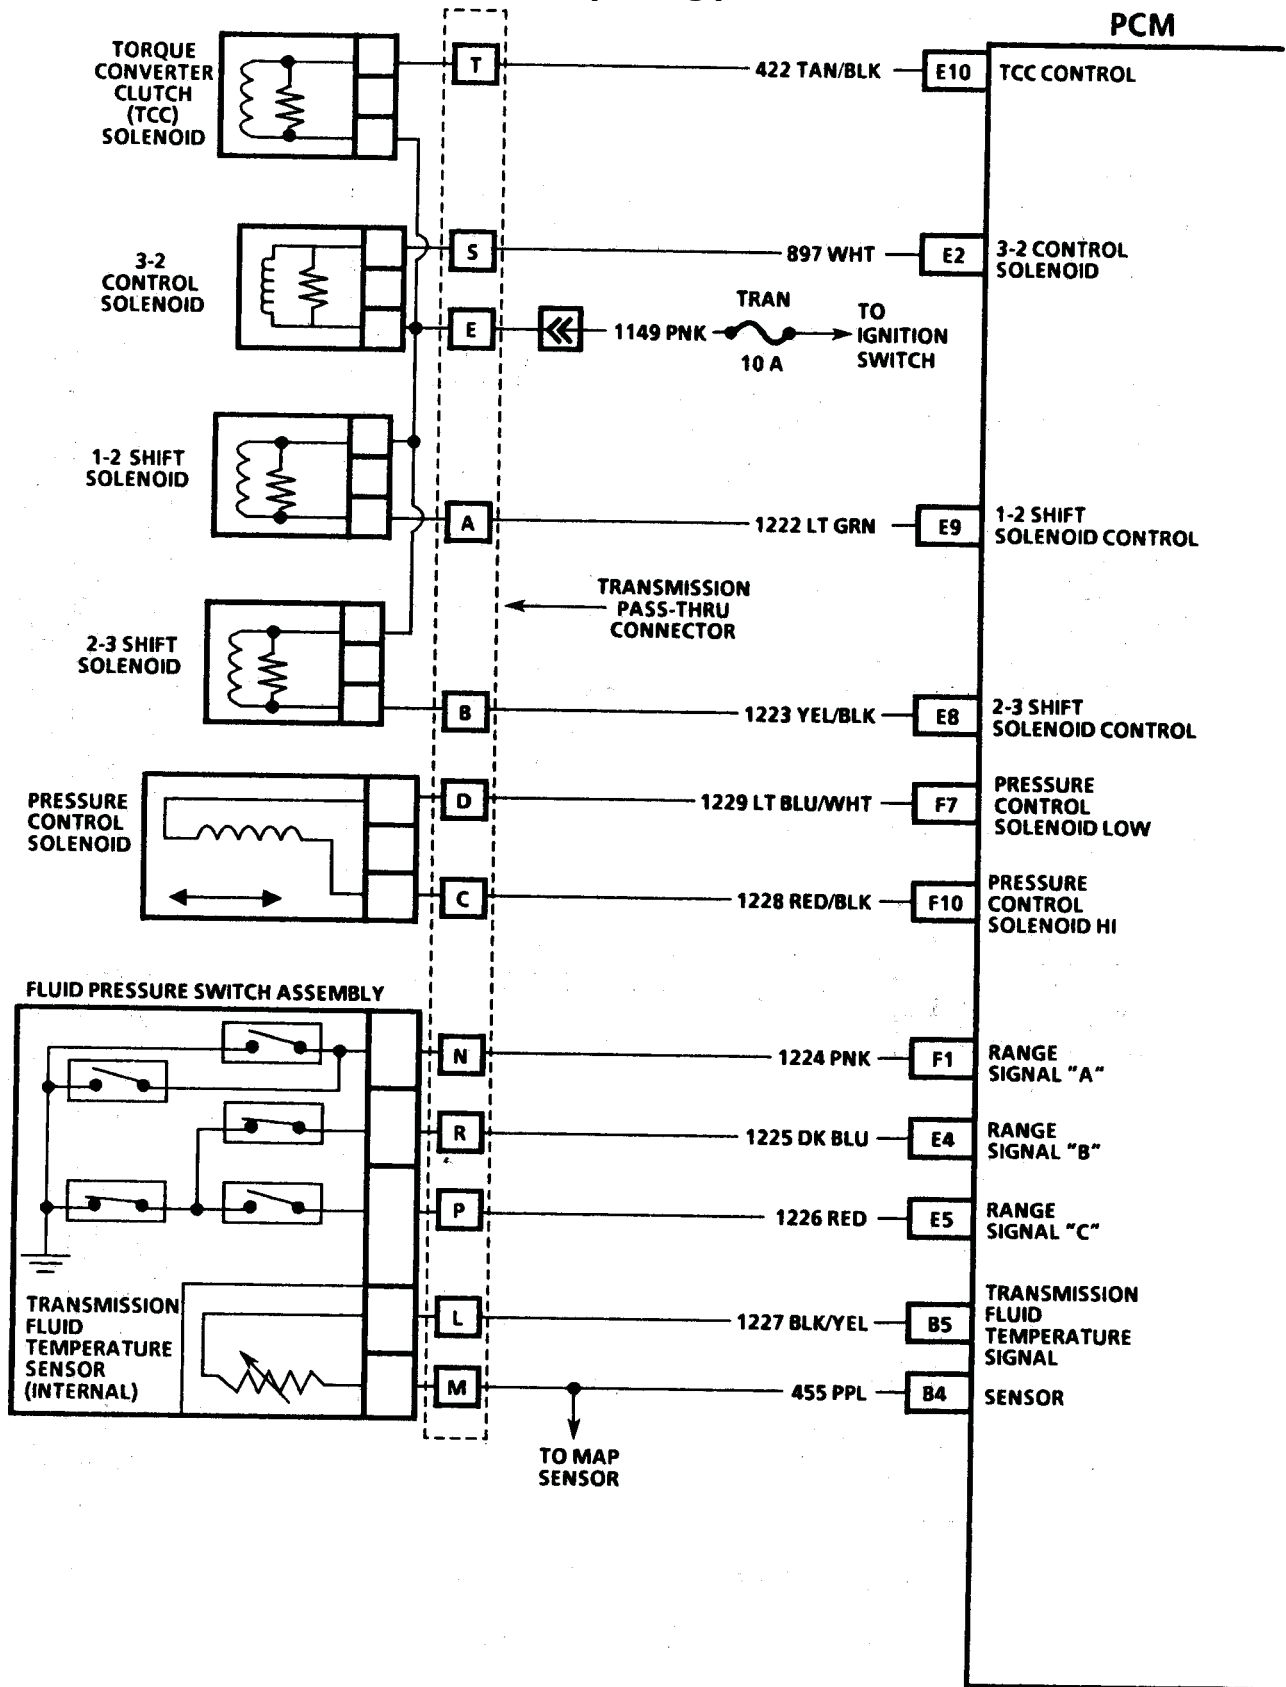 PCM
TORQUE
CONVERTER
CLUTCH
(TCC)
SOLENOID
T
422 TAN/BLK
E10
TCC CONTROL
3-2
CONTROL
SOLENOID
S
897 WHT
E2
3-2 CONTROL
SOLENOID
E
1149 PNK
TRAN
10 A
TO
IGNITION
SWITCH
1-2 SHIFT
SOLENOID
A
1222 LT GRN
E9
1-2 SHIFT
SOLENOID CONTROL
TRANSMISSION
PASS-THRU
CONNECTOR
2-3 SHIFT
SOLENOID
B
1223 YEL/BLK
E8
2-3 SHIFT
SOLENOID CONTROL
PRESSURE
CONTROL
SOLENOID
D
1229 LT BLU/WHT
F7
PRESSURE
CONTROL
SOLENOID LOW
C
1228 RED/BLK
F10
PRESSURE
CONTROL
SOLENOID HI
FLUID PRESSURE SWITCH ASSEMBLY
N
1224 PNK
F1
RANGE
SIGNAL "A"
R
1225 DK BLU
E4
RANGE
SIGNAL "B"
P
1226 RED
E5
RANGE
SIGNAL "C"
TRANSMISSION
FLUID
TEMPERATURE
SENSOR
(INTERNAL)
L
1227 BLK/YEL
B5
TRANSMISSION
FLUID
TEMPERATURE
SIGNAL
M
455 PPL
B4
SENSOR
TO MAP
SENSOR